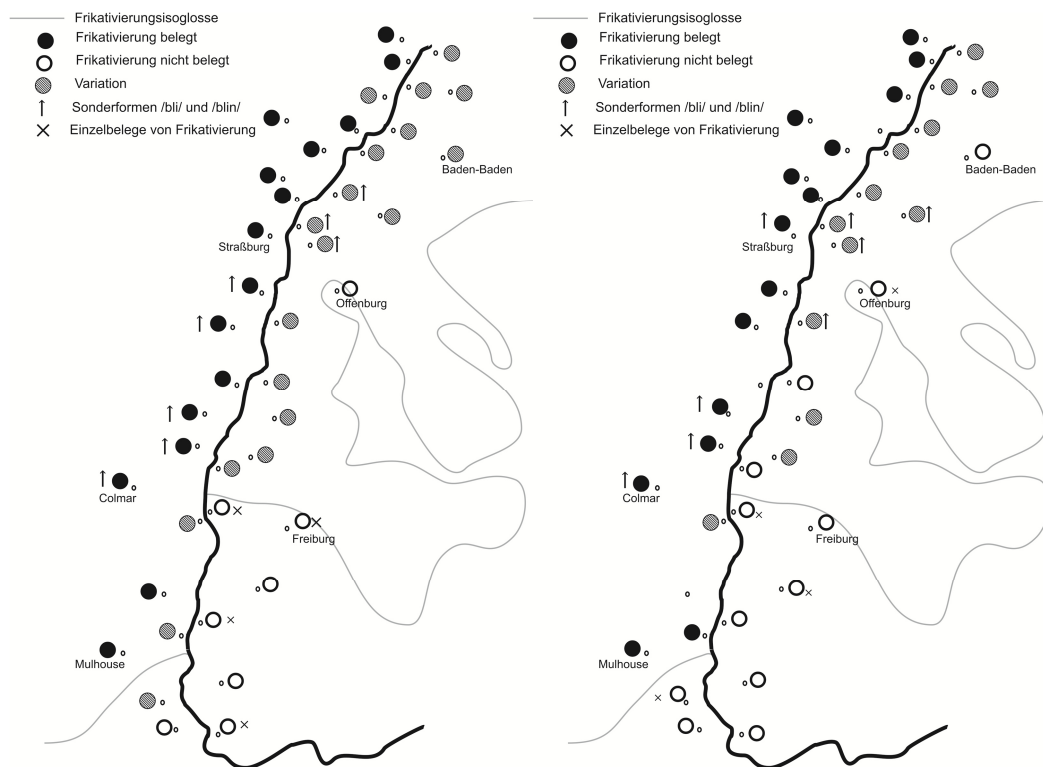 Frikativierungsisoglosse
Frikativierung belegt
Frikativierung nicht belegt
Variation
Sonderformen /bli/ und /blin/
Einzelbelege von Frikativierung
Baden-Baden
Straßburg
Offenburg
Colmar
Freiburg
Mulhouse
Frikativierungsisoglosse
Frikativierung belegt
Frikativierung nicht belegt
Variation
Sonderformen /bli/ und /blin/
Einzelbelege von Frikativierung
Baden-Baden
Straßburg
Offenburg
Colmar
Freiburg
Mulhouse